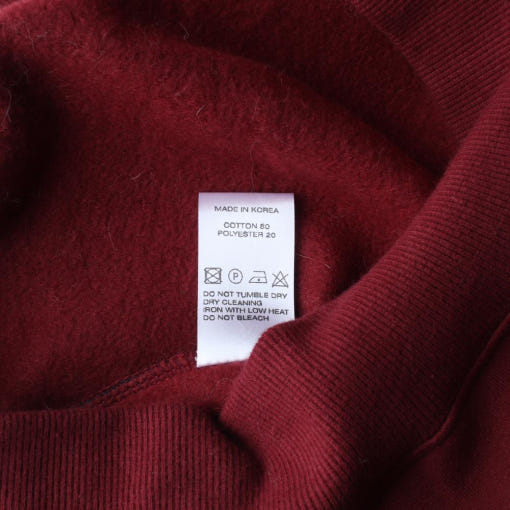 MADE IN KOREA
COTTON 80
POLYESTER 20
P
DO NOT TUMBLE DRY
DRY CLEANING
IRON WITH LOW HEAT
DO NOT BLEACH.